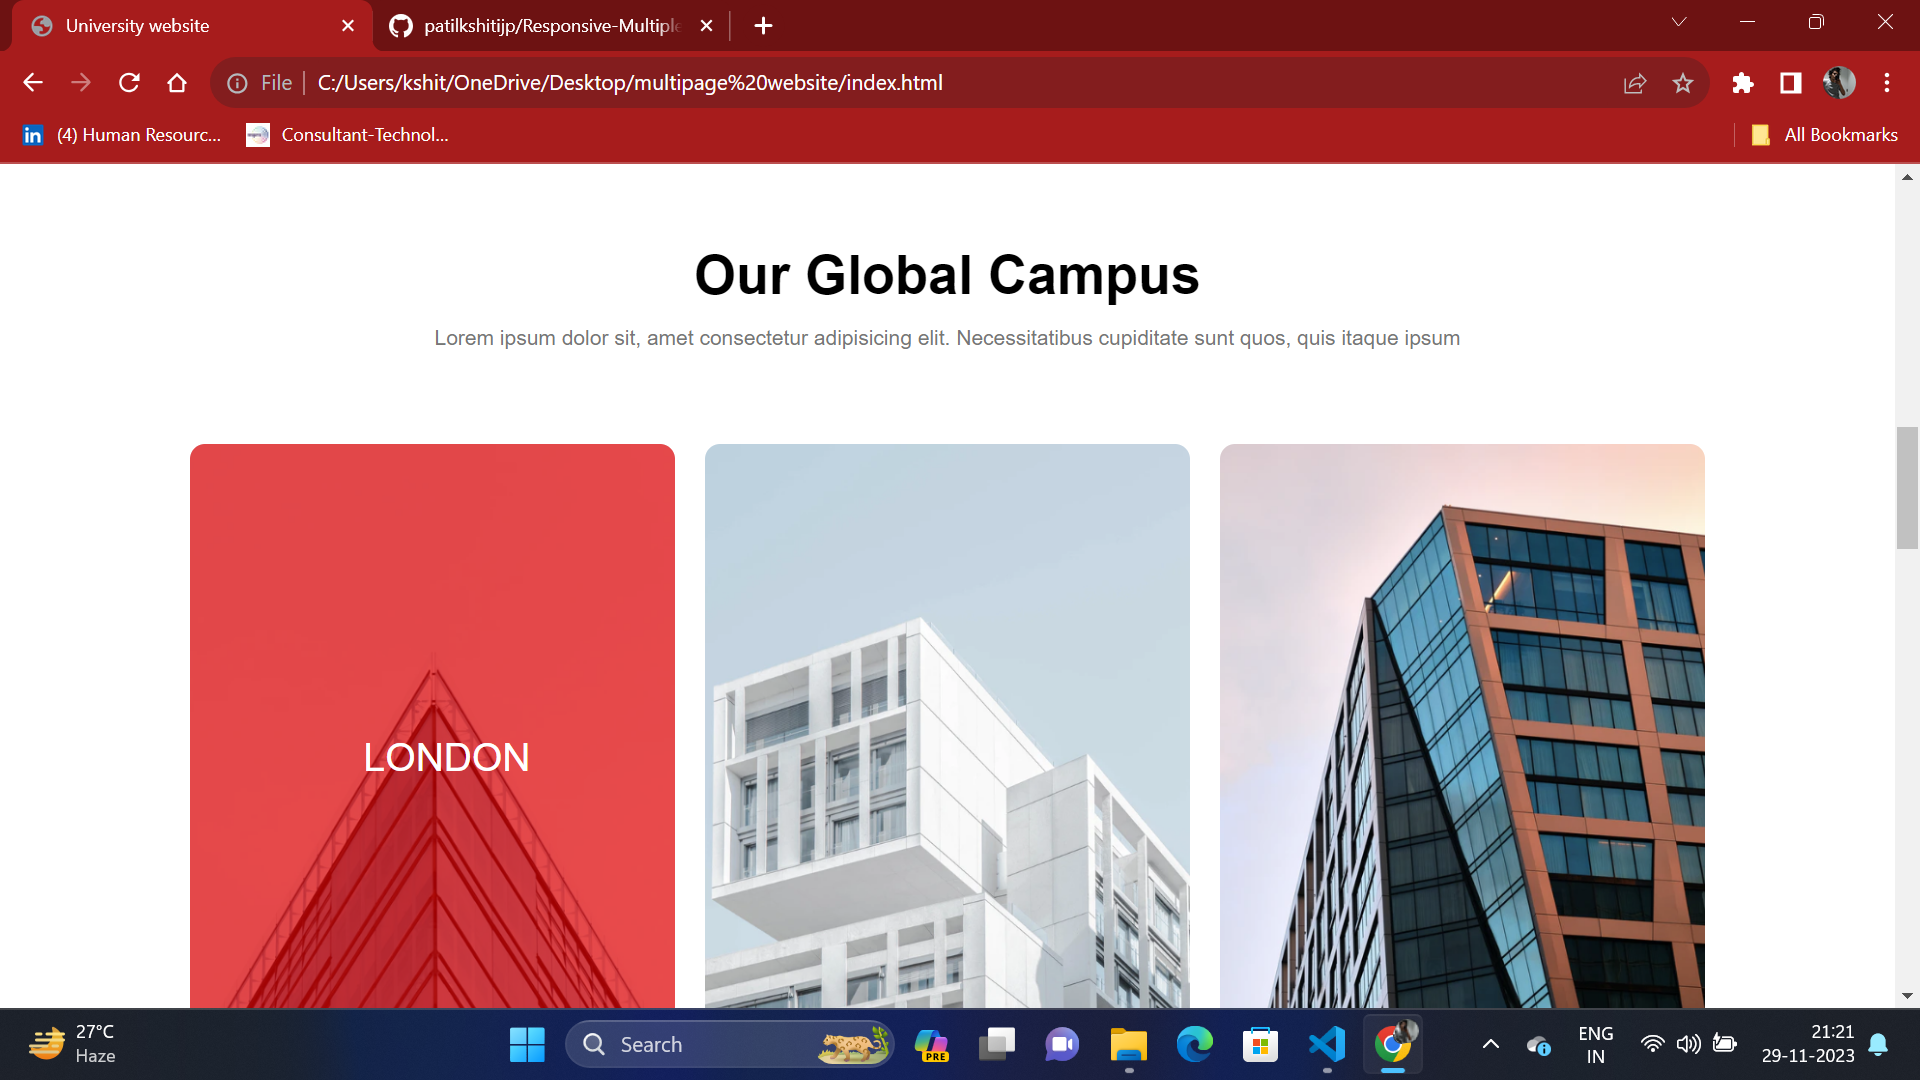 University website
patilkshitijp/Responsive-Multiple
File
C:/Users/kshit/OneDrive/Desktop/multipage%20website/index.html
(4) Human Resourc...
Consultant-Technol...
All Bookmarks
Our Global Campus
Lorem ipsum dolor sit, amet consectetur adipisicing elit. Necessitatibus cupiditate sunt quos, quis itaque ipsum
LONDON
27°C
Haze
Search
PRE
ENG
IN
21:21
29-11-2023